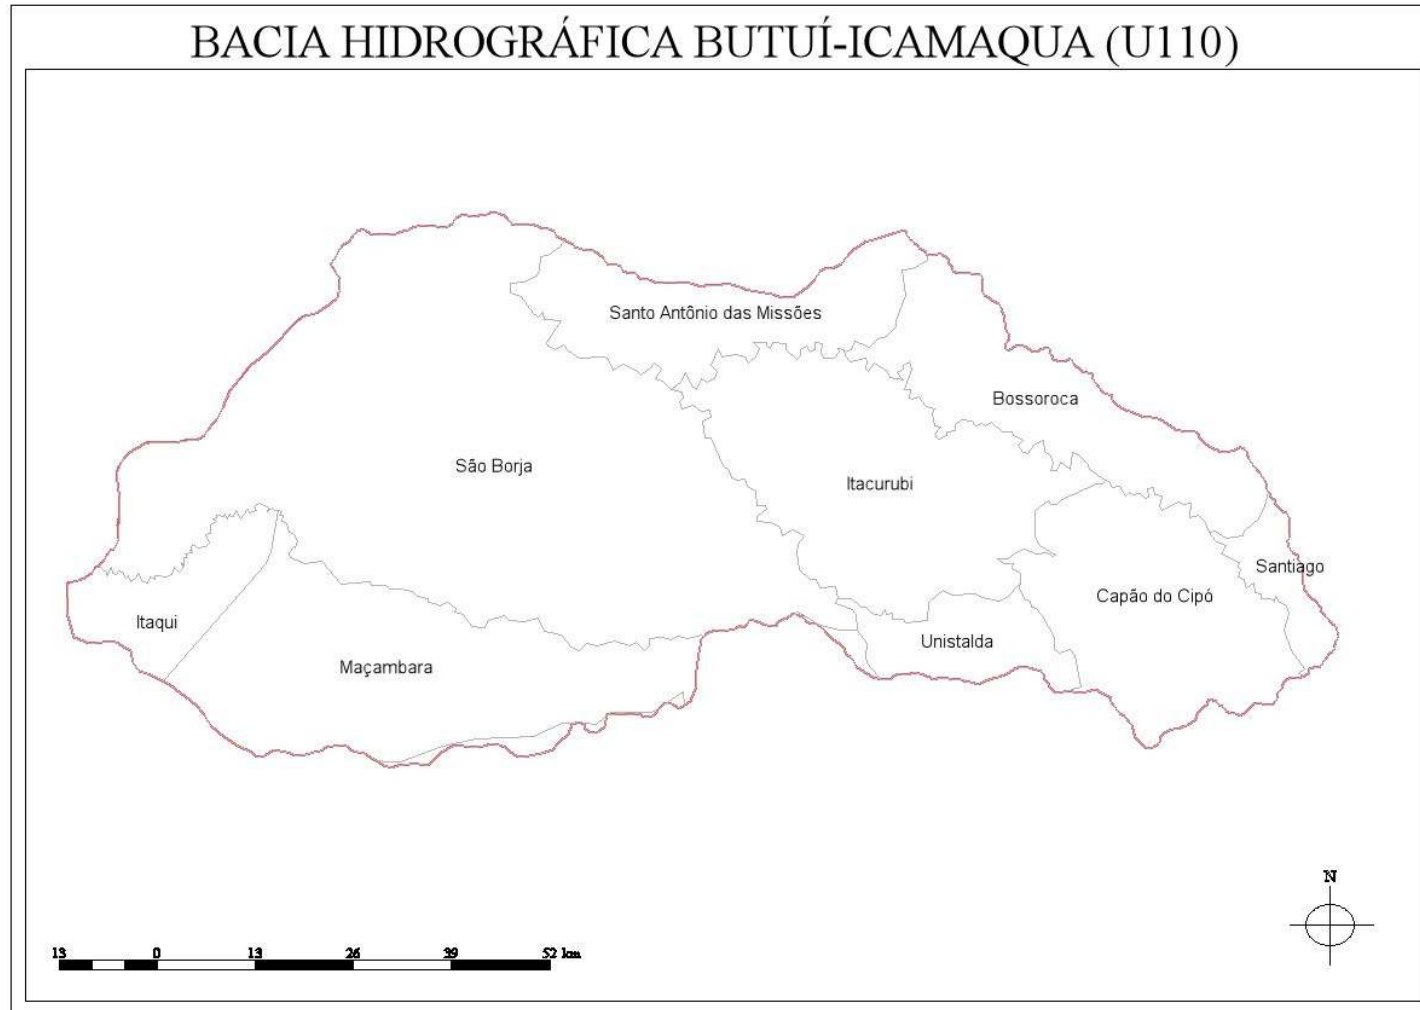 BACIA HIDROGRÁFICA BUTUÍ-ICAMAQUA (U110)
Santo Antônio das Missões
Bossoroca
São Borja
Itacurubi
Santiago
Capão do Cipó
Itaqui
Unistalda
Maçambara
N
13 0 13 26 39 52 km